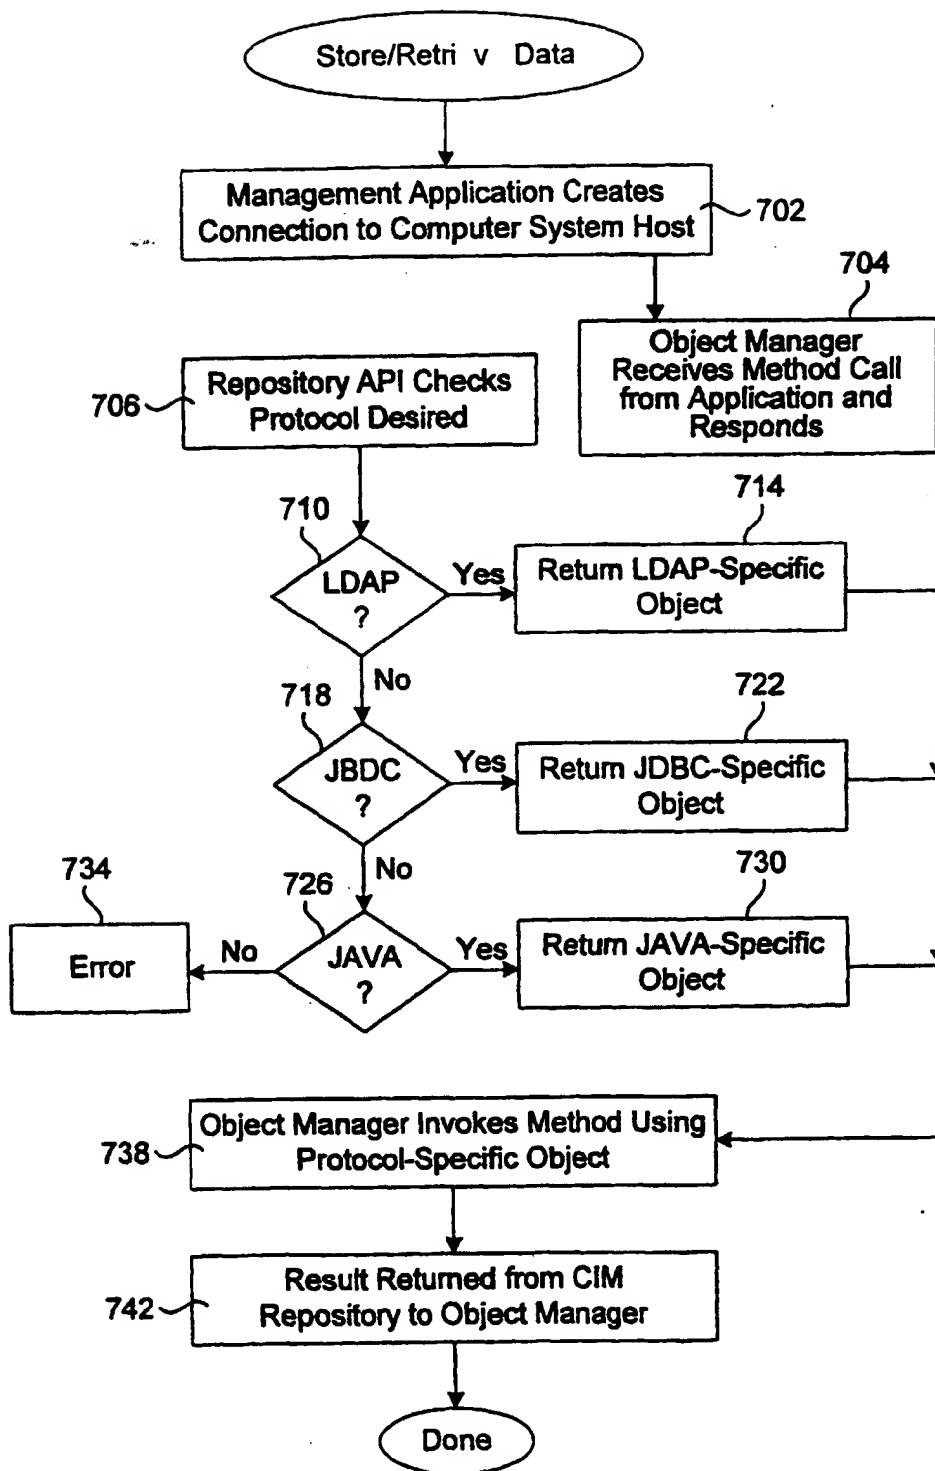 Store/Retri v Data
Management Application Creates
Connection to Computer System Host
702
704
Object Manager
Receives Method Call
from Application and
Responds
706
Repository API Checks
Protocol Desired
710
LDAP
?
Yes
714
Return LDAP-Specific
Object
No
718
JBDC
?
Yes
722
Return JDBC-Specific
Object
No
726
JAVA
?
Yes
730
Return JAVA-Specific
Object
No
734
Error
738
Object Manager Invokes Method Using
Protocol-Specific Object
742
Result Returned from CIM
Repository to Object Manager
Done